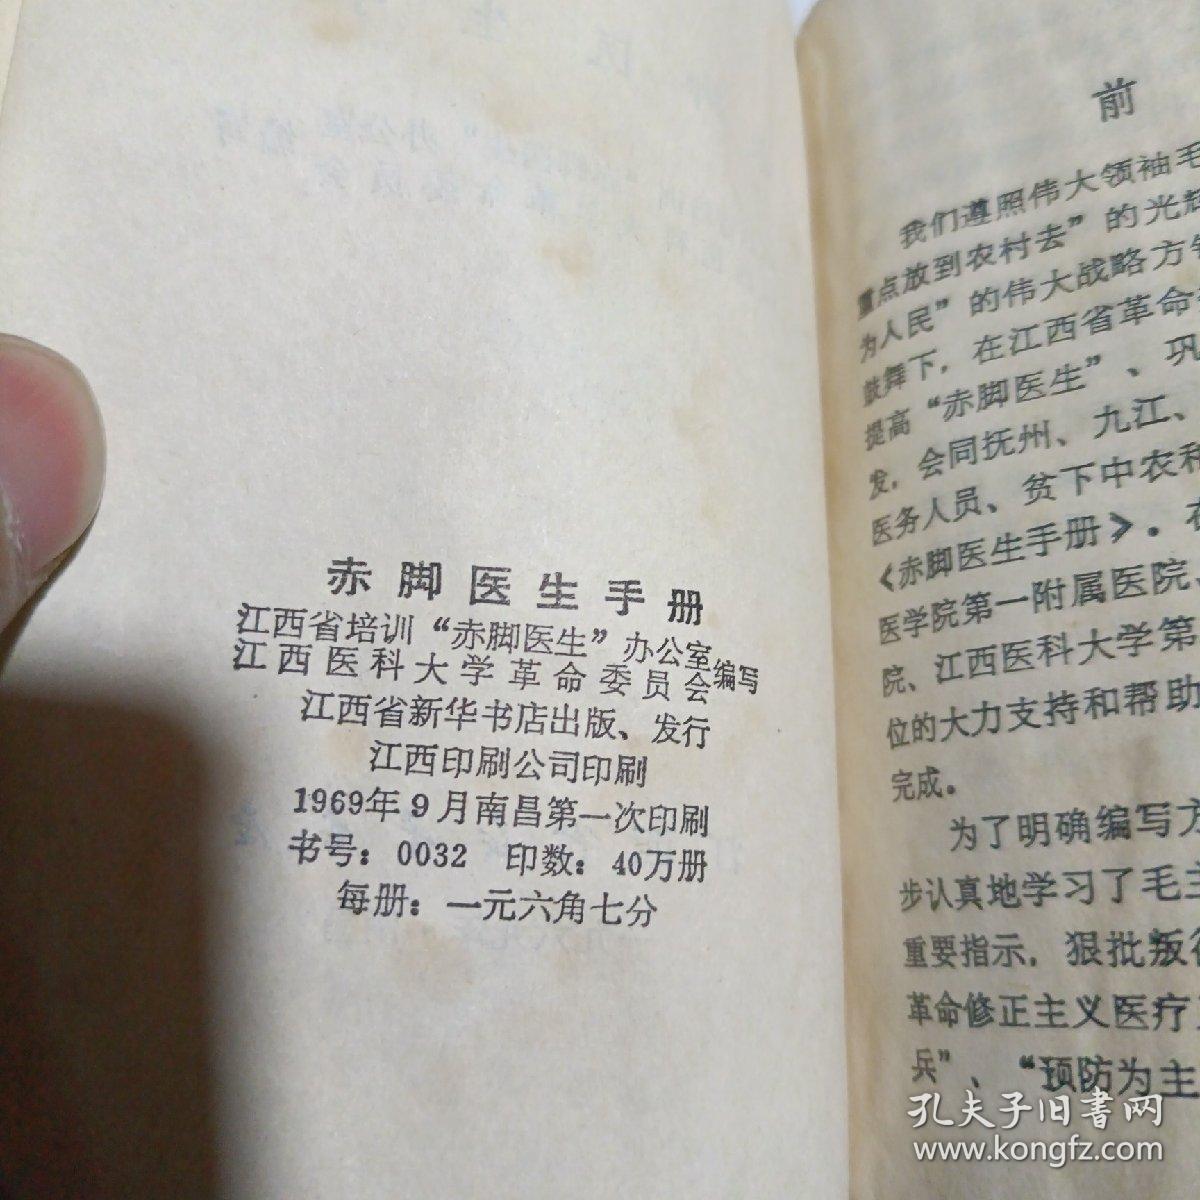 赤脚医生手册
江西省培训“赤脚医生”办公室
江西医科大学革命委员会编写
江西省新华书店出版、发行
江西印刷公司印刷
1969年9月南昌第一次印刷
书号：0032 印数：40万册
每册：一元六角七分
前
我们遵照伟大领袖毛
重点放到农村去”的光辉
为人民”的伟大战略方针
鼓舞下，在江西省革命
提高“赤脚医生”、巩
发，会同抚州、九江、
医务人员、贫下中农和
《赤脚医生手册》。在
医学院第一附属医院、
院、江西医科大学第
位的大力支持和帮助
完成。
为了明确编写方
步认真地学习了毛主
重要指示，狠批叛徒
革命修正主义医疗
兵”、“预防为主
孔夫子旧书网
www.kongfz.com